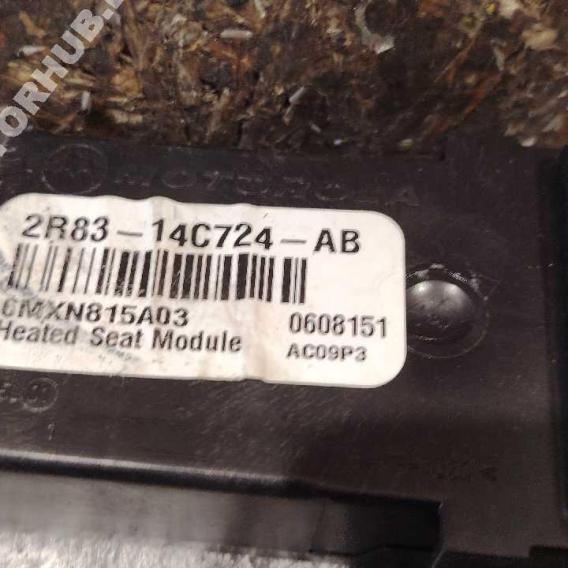 MOTOROLA
2R83-14C724-AB
6MXN815A03 0608151
Heated Seat Module AC09P3